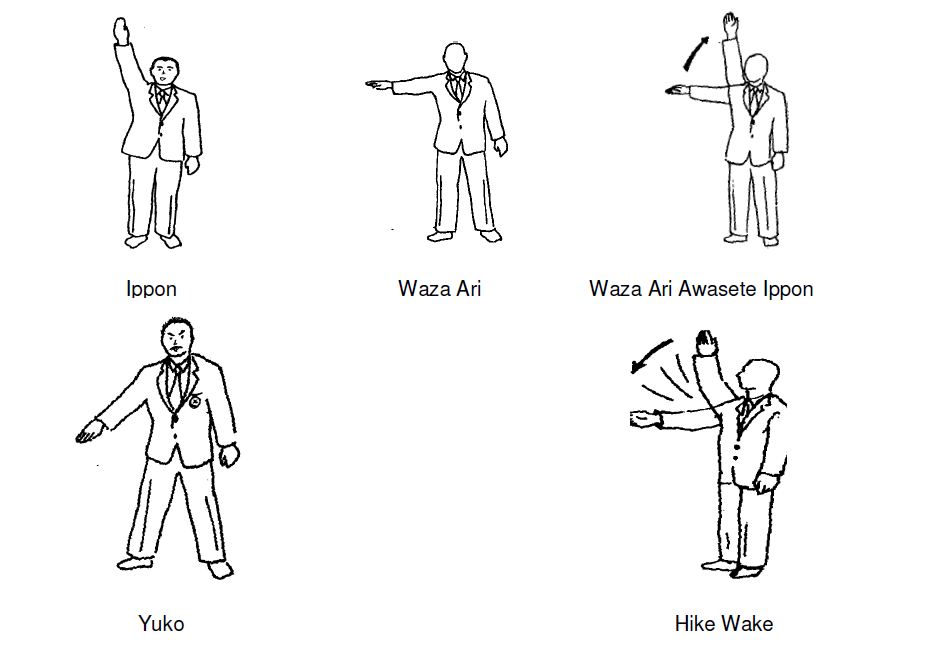 Ippon
Waza Ari
Waza Ari Awasete Ippon
Yuko
Hike Wake